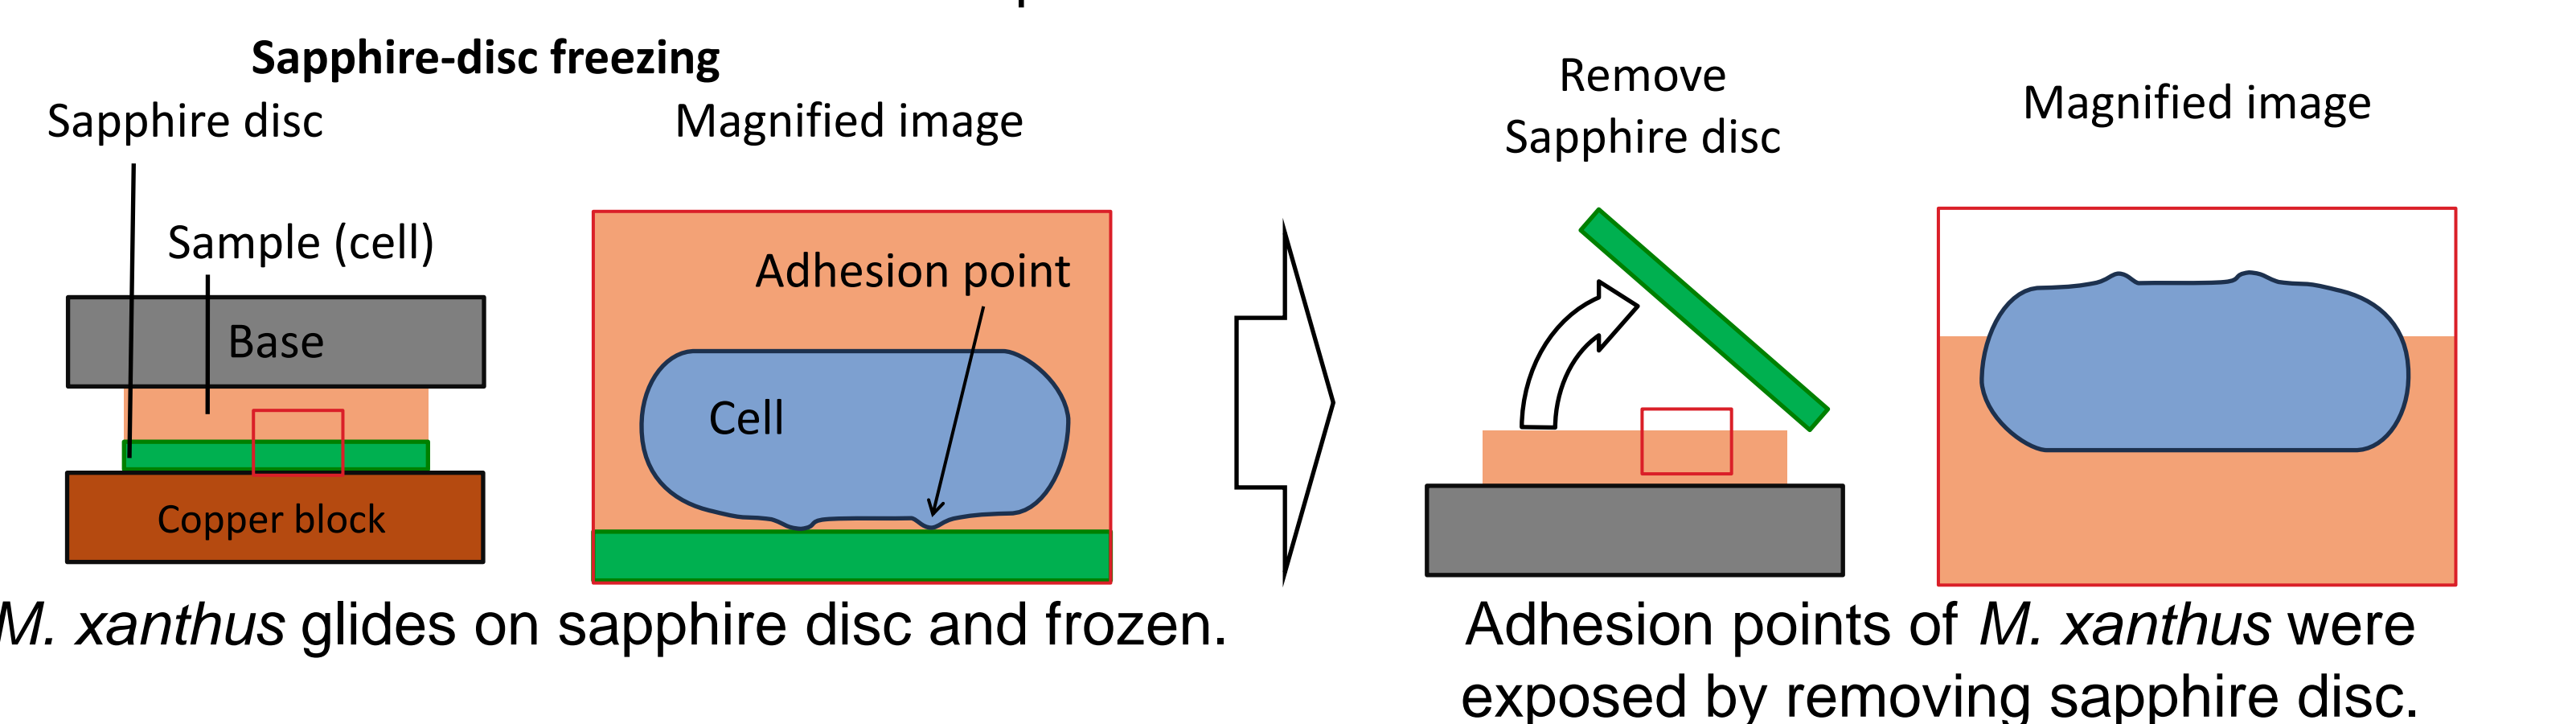 Sapphire-disc freezing
Sapphire disc
Sample (cell)
Base
Copper block
Magnified image
Adhesion point
Cell
M. xanthus glides on sapphire disc and frozen.
Remove
Sapphire disc
Magnified image
Adhesion points of M. xanthus were
exposed by removing sapphire disc.